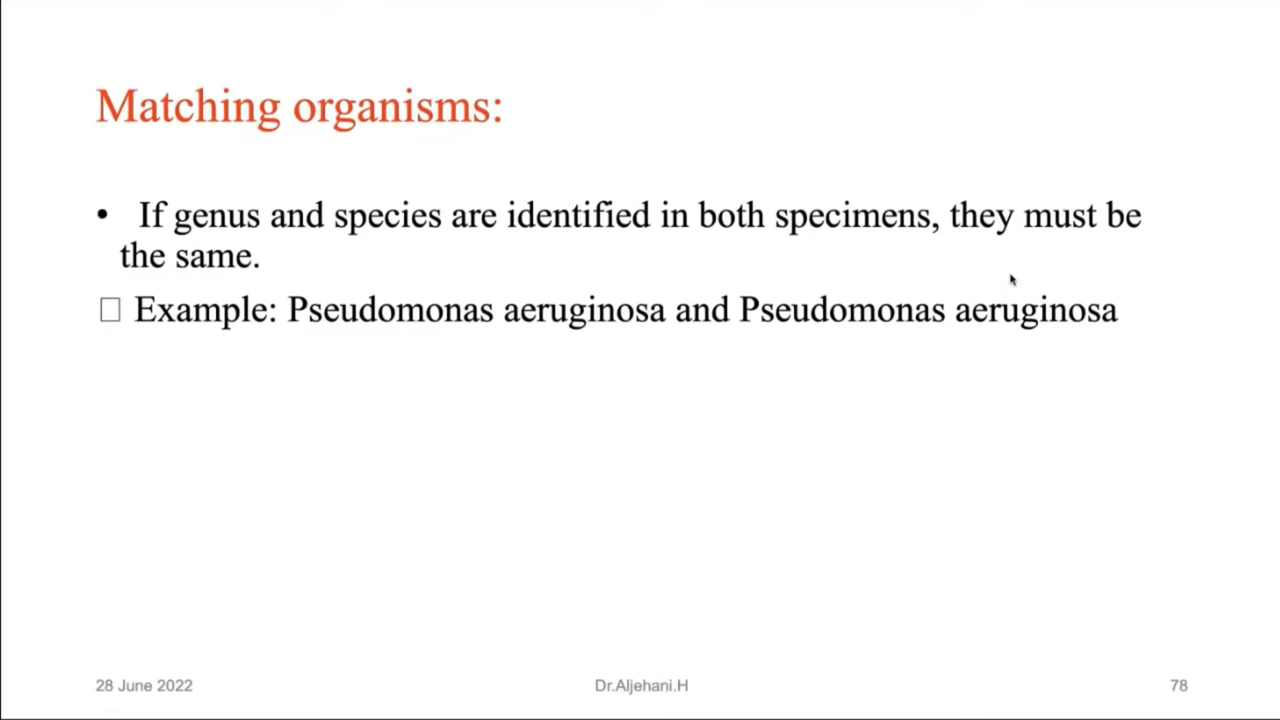 Matching organisms:
• If genus and species are identified in both specimens, they must be
the same.
□ Example: Pseudomonas aeruginosa and Pseudomonas aeruginosa
28 June 2022
Dr.Aljehani.H
78